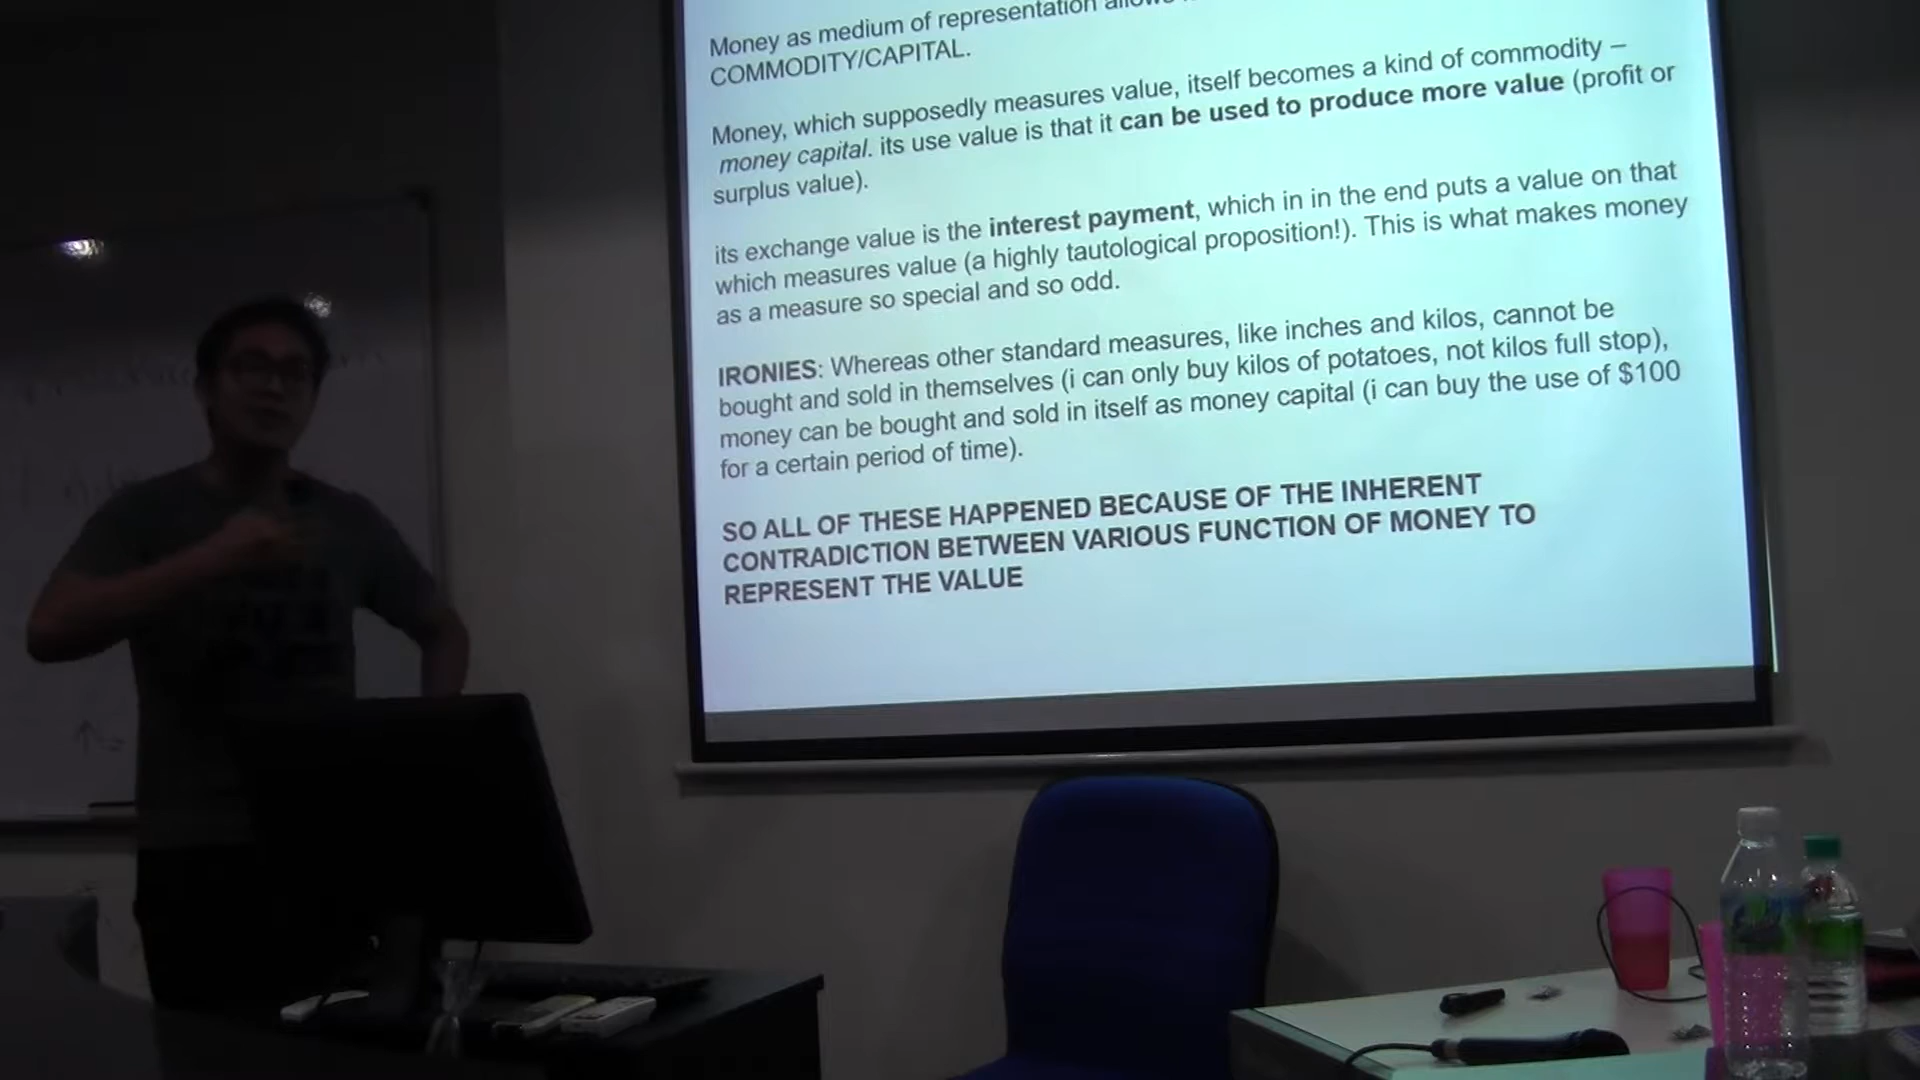 Money as medium of representation allows
COMMODITY/CAPITAL.
Money, which supposedly measures value, itself becomes a kind of commodity –
money capital. its use value is that it can be used to produce more value (profit or
surplus value).
its exchange value is the interest payment, which in in the end puts a value on that
which measures value (a highly tautological proposition!). This is what makes money
as a measure so special and so odd.
IRONIES: Whereas other standard measures, like inches and kilos, cannot be
bought and sold in themselves (i can only buy kilos of potatoes, not kilos full stop),
money can be bought and sold in itself as money capital (i can buy the use of $100
for a certain period of time).
SO ALL OF THESE HAPPENED BECAUSE OF THE INHERENT
CONTRADICTION BETWEEN VARIOUS FUNCTION OF MONEY TO
REPRESENT THE VALUE